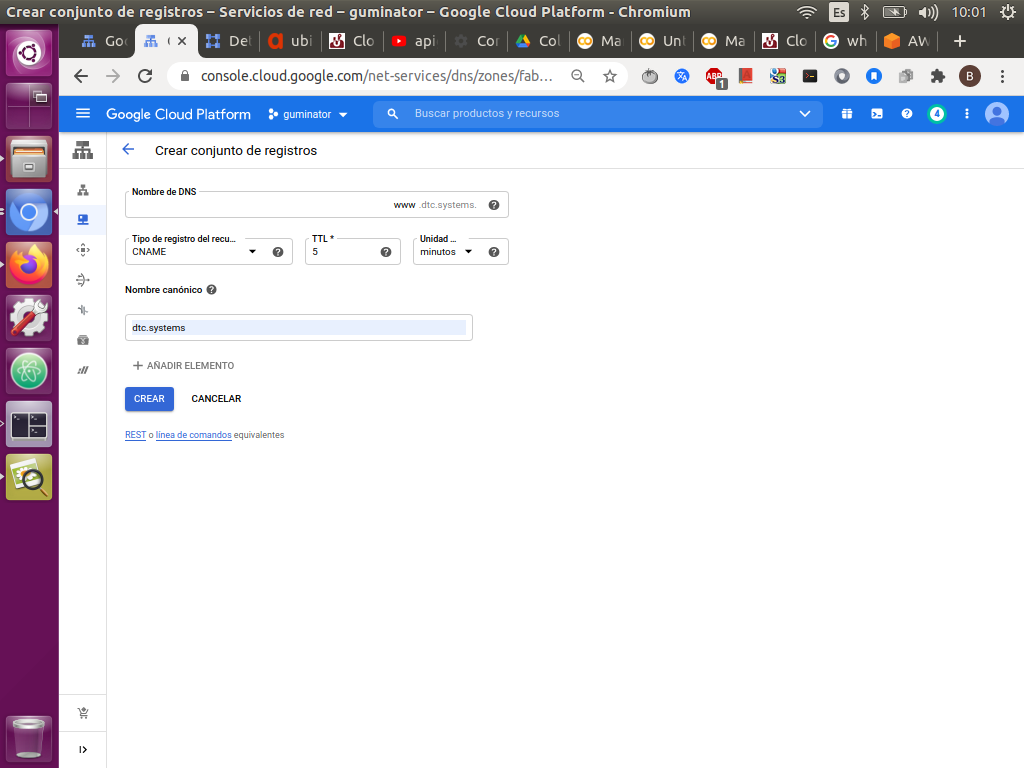 Crear conjunto de registros – Servicios de red – guminator – Google Cloud Platform - Chromium
Es
10:01
Goo
(
Det
ubi
Clo
api
Con
Col
Ma
Unt
Ma
Clo
wh
AW
console.cloud.google.com/net-services/dns/zones/fab...
ABP
1
S3
B
Google Cloud Platform
guminator
Buscar productos y recursos
4
Crear conjunto de registros
Nombre de DNS
www .dtc.systems.
Tipo de registro del recu...
CNAME
TTL *
5
Unidad ...
minutos
Nombre canónico
dtc.systems
AÑADIR ELEMENTO
CREAR
CANCELAR
REST o línea de comandos equivalentes